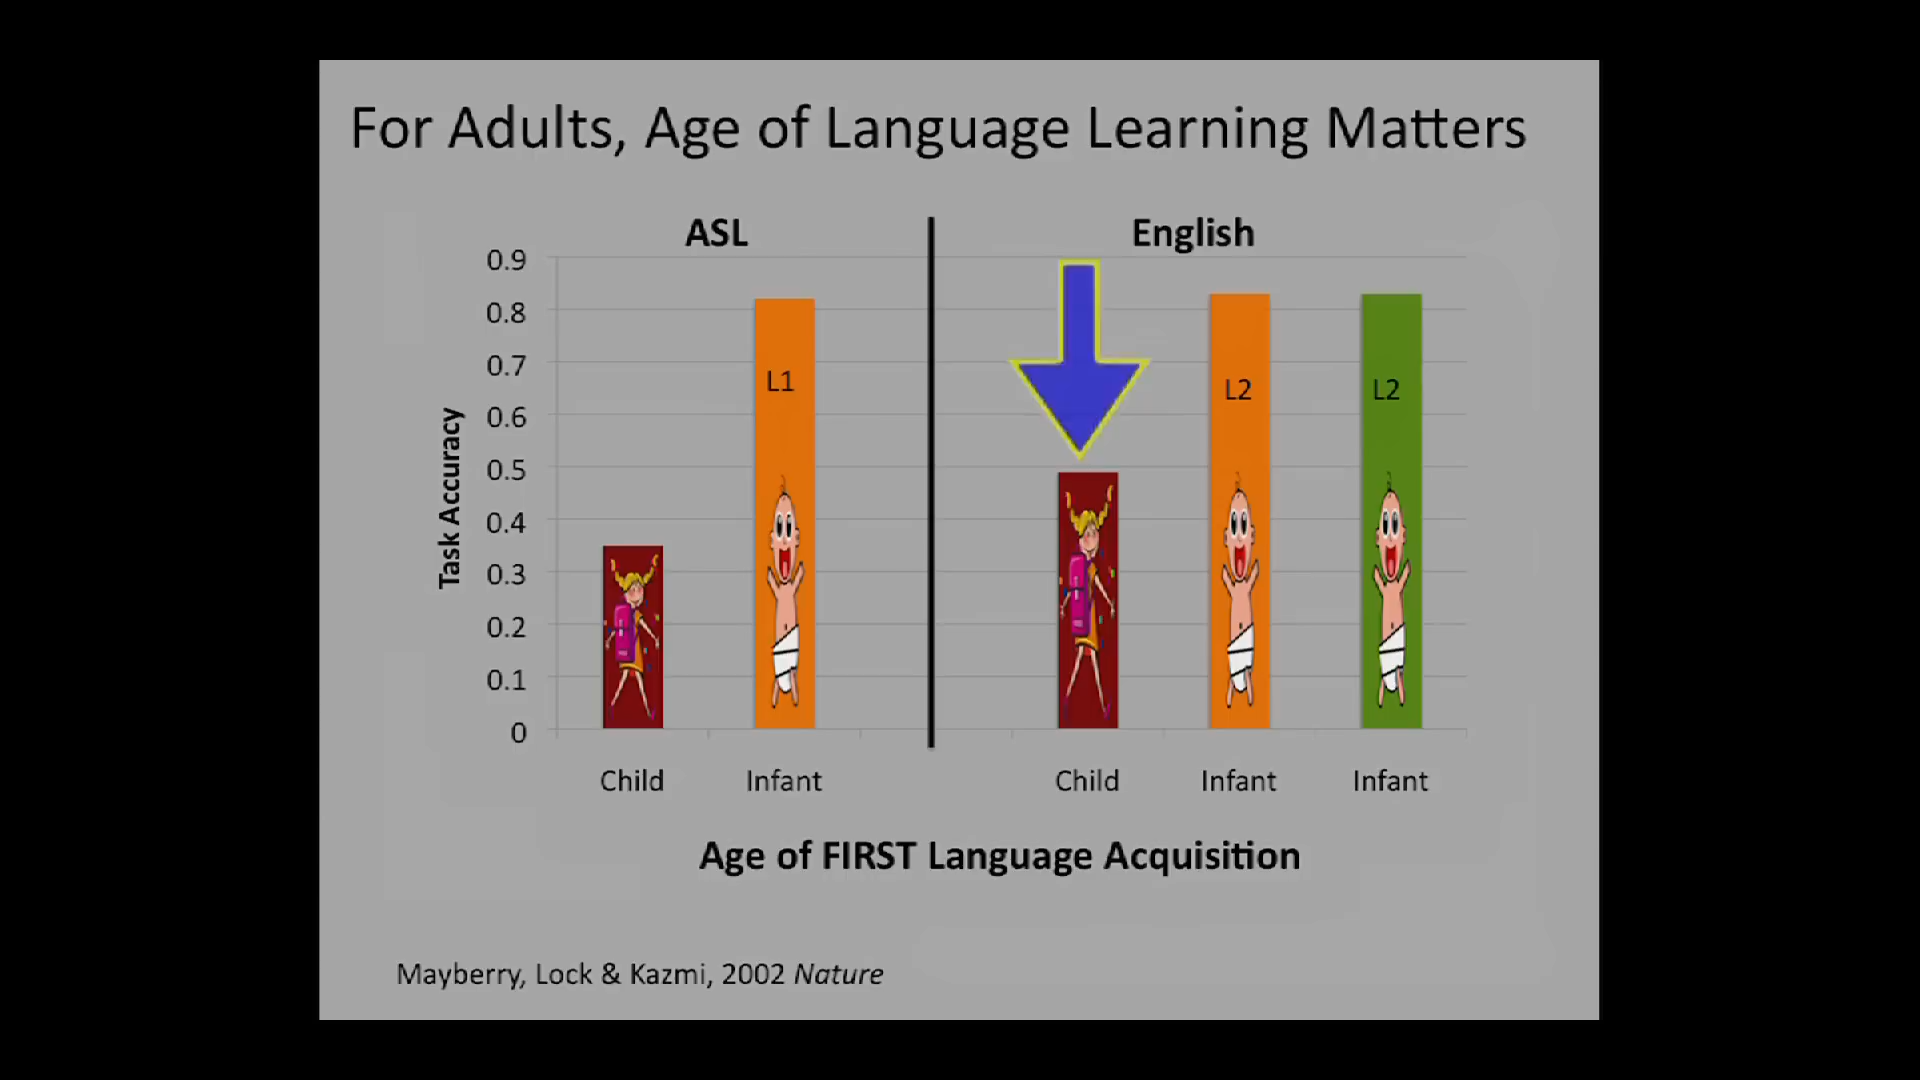 For Adults, Age of Language Learning Matters
ASL
English
0.9
0.8
0.7
0.6
0.5
0.4
0.3
0.2
0.1
0
Task Accuracy
L1
L2
L2
Child
Infant
Child
Infant
Infant
Age of FIRST Language Acquisition
Mayberry, Lock & Kazmi, 2002 Nature